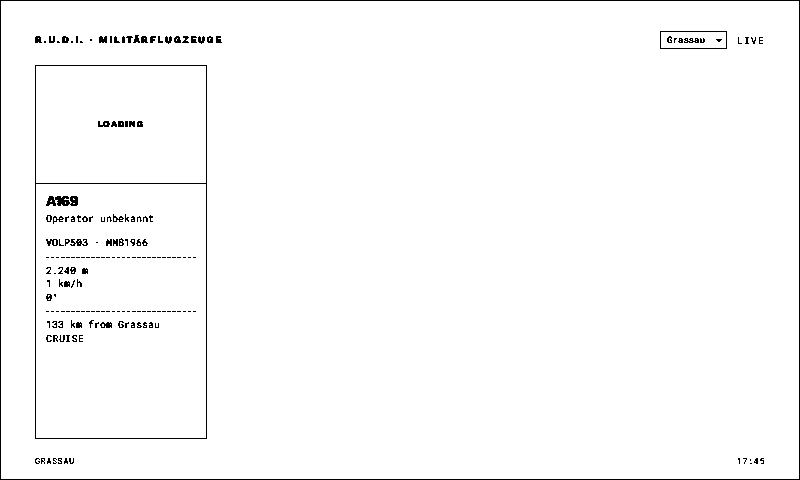 R.U.D.I. · MILITÄRFLUGZEUGE
Grassau
LIVE
LOADING
A169
Operator unbekannt
VOLP503 · MM81966
2.240 m
1 km/h
0°
133 km from Grassau
CRUISE
GRASSAU
17:45